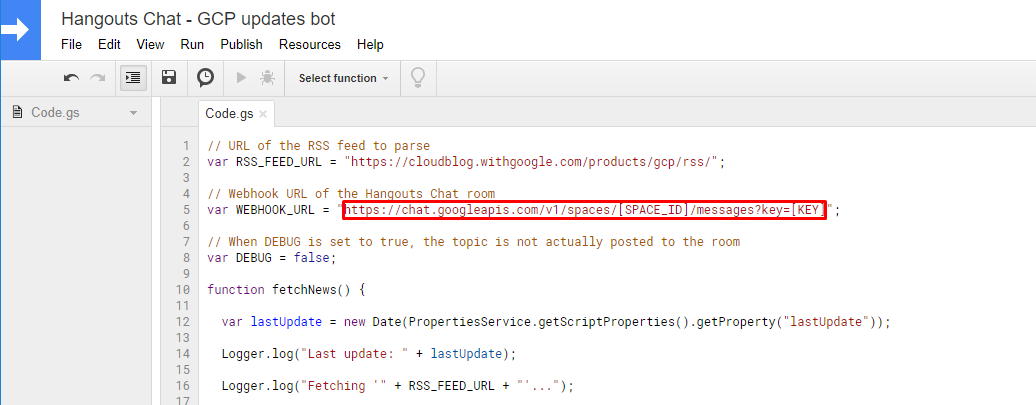 Hangouts Chat - GCP updates bot
File Edit View Run Publish Resources Help
Select function
Code.gs
Code.gs ×
1 // URL of the RSS feed to parse
2 var RSS_FEED_URL = "https://cloudblog.withgoogle.com/products/gcp/rss/";
3
4 // Webhook URL of the Hangouts Chat room
5 var WEBHOOK_URL = "https://chat.googleapis.com/v1/spaces/[SPACE_ID]/messages?key=[KEY]";
6
7 // When DEBUG is set to true, the topic is not actually posted to the room
8 var DEBUG = false;
9
10 function fetchNews() {
11
12 var lastUpdate = new Date(PropertiesService.getScriptProperties().getProperty("lastUpdate"));
13
14 Logger.log("Last update: " + lastUpdate);
15
16 Logger.log("Fetching '" + RSS_FEED_URL + "'...");
17